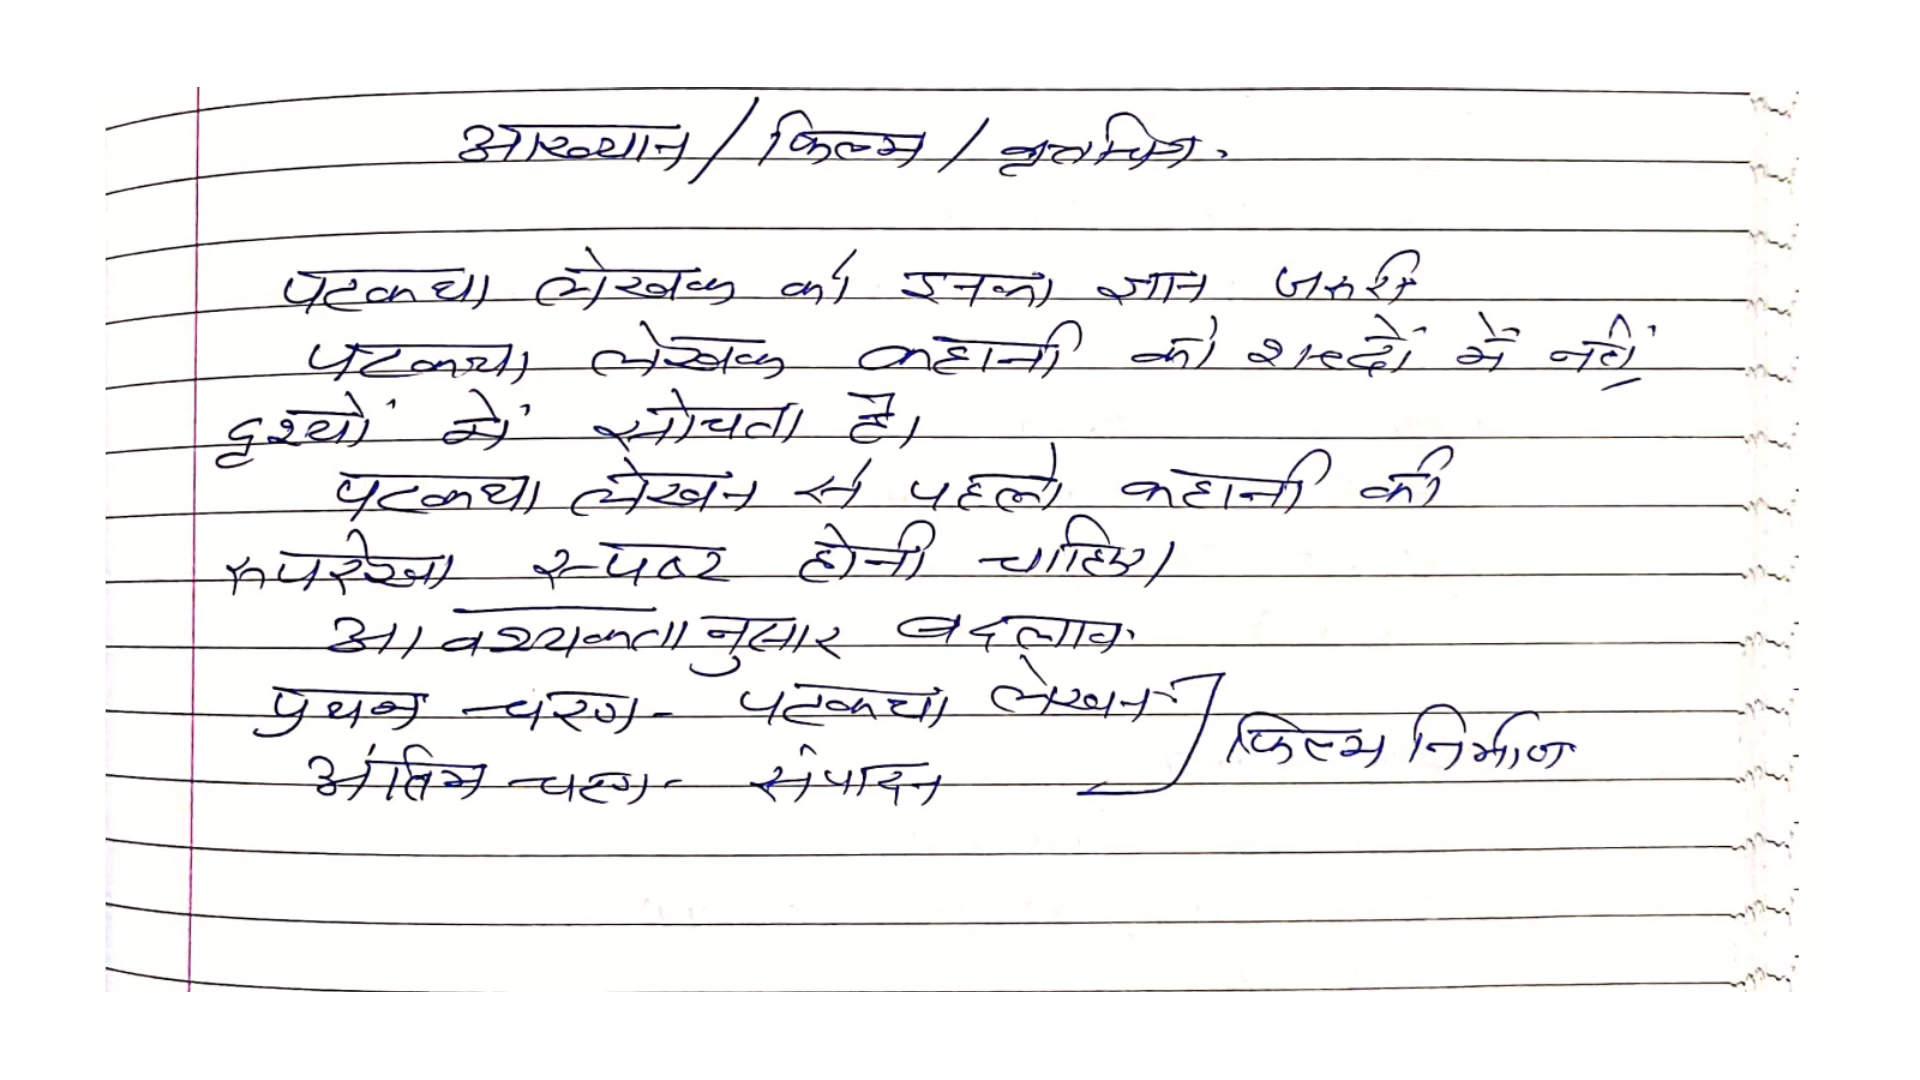 आख्यान / फिल्म / वृत्तचित्र.
पटकथा लेखक को इनका ज्ञान जरुरी
पटकथा लेखक कहानी को शब्दों में नहीं
दृश्यों में सोचता है।
पटकथा लेखन से पहले कहानी की
रुपरेखा स्पष्ट होनी चाहिए।
आवश्यकतानुसार बदलाव
प्रथम चरण - पटकथा लेखन
अंतिम चरण - संपादन
फिल्म निर्माण